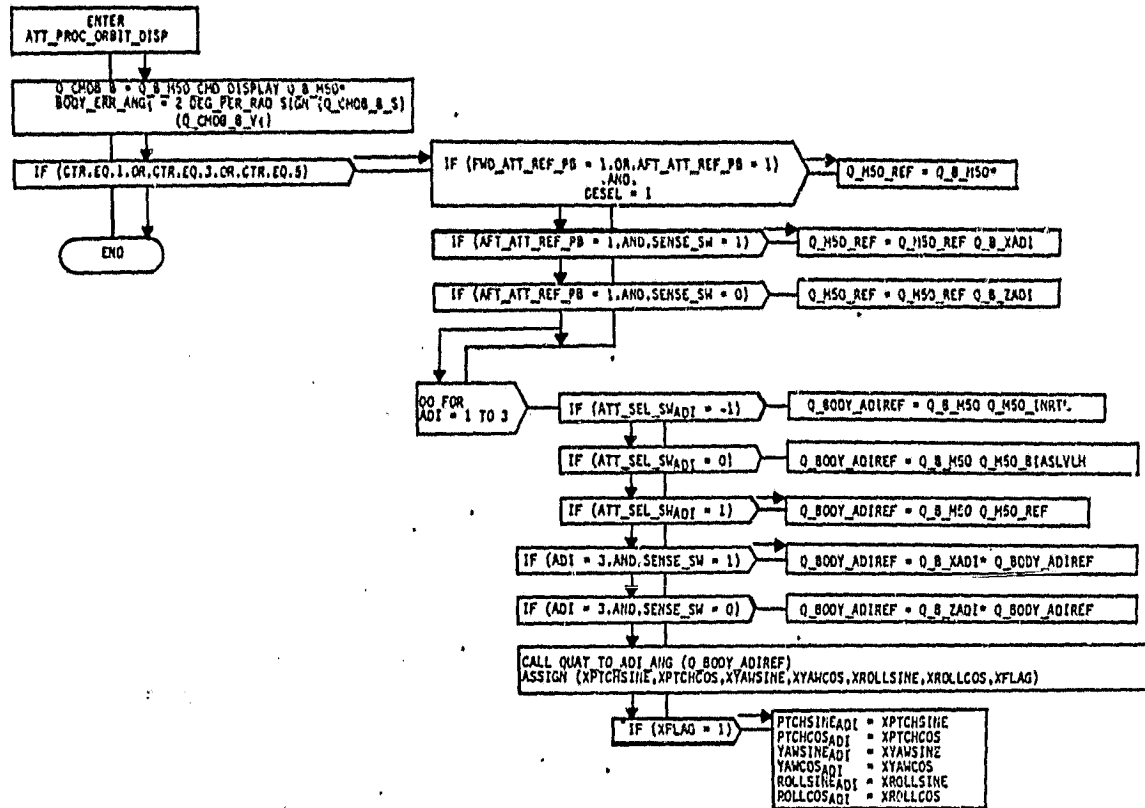 ENTER
ATT_PROC_ORBIT_DISP
Q_CMDB_B = Q_B_M50 CMD_DISPLAY Q_B_M50*
BODY_ERR_ANGi = 2 DEG_PER_RAD SIGN (Q_CMDB_B_S)
(Q_CMDB_B_Vi)
IF (CTR.EQ.1.OR.CTR.EQ.3.OR.CTR.EQ.5)
END
IF (FWD_ATT_REF_PB = 1.OR.AFT_ATT_REF_PB = 1)
.AND.
DESEL = 1
Q_M50_REF = Q_B_M50*
IF (AFT_ATT_REF_PB = 1.AND.SENSE_SW = 1)
Q_M50_REF = Q_M50_REF Q_B_XADI
IF (AFT_ATT_REF_PB = 1.AND.SENSE_SW = 0)
Q_M50_REF = Q_M50_REF Q_B_ZADI
DO FOR
ADI = 1 TO 3
IF (ATT_SEL_SWADI = -1)
Q_BODY_ADIREF = Q_B_M50 Q_M50_INRTL
IF (ATT_SEL_SWADI = 0)
Q_BODY_ADIREF = Q_B_M50 Q_M50_BIASLVLH
IF (ATT_SEL_SWADI = 1)
Q_BODY_ADIREF = Q_B_M50 Q_M50_REF
IF (ADI = 3.AND.SENSE_SW = 1)
Q_BODY_ADIREF = Q_B_XADI* Q_BODY_ADIREF
IF (ADI = 3.AND.SENSE_SW = 0)
Q_BODY_ADIREF = Q_B_ZADI* Q_BODY_ADIREF
CALL QUAT_TO_ADI_ANG (Q_BODY_ADIREF)
ASSIGN (XPTCHSINE,XPTCHCOS,XYAWSINE,XYAWCOS,XROLLSINE,XROLLCOS,XFLAG)
IF (XFLAG = 1)
PTCHSINEADI = XPTCHSINE
PTCHCOSADI = XPTCHCOS
YAWSINEADI = XYAWSINE
YAWCOSADI = XYAWCOS
ROLLSINEADI = XROLLSINE
ROLLCOSADI = XROLLCOS